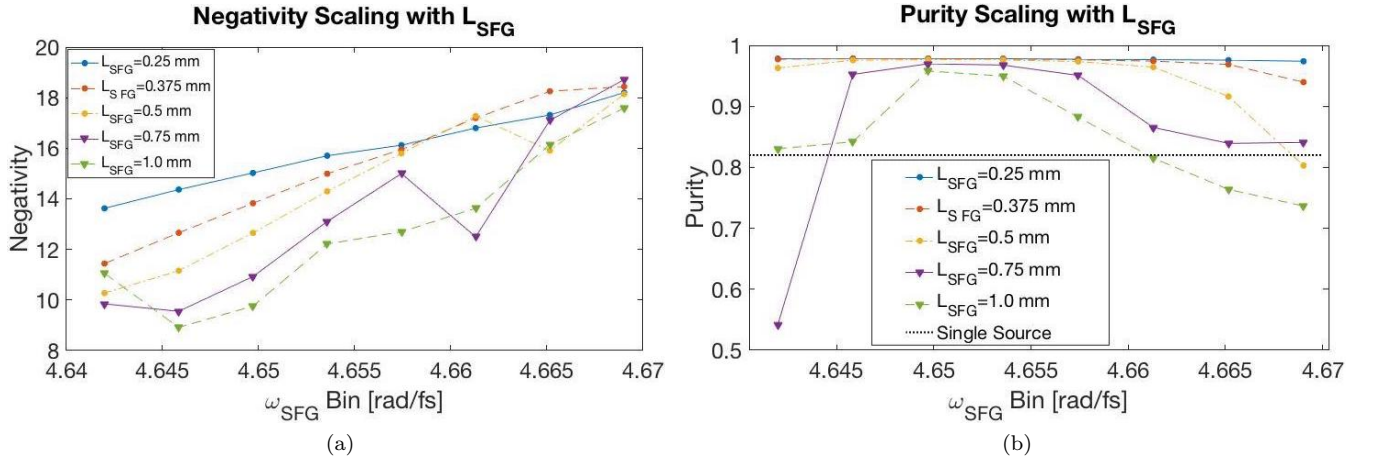 Negativity Scaling with L_SFG
20
18
16
14
12
10
8
Negativity
L_SFG=0.25 mm
L_S FG=0.375 mm
L_SFG=0.5 mm
L_SFG=0.75 mm
L_SFG=1.0 mm
4.64 4.645 4.65 4.655 4.66 4.665 4.67
ω_SFG Bin [rad/fs]
(a)
Purity Scaling with L_SFG
1
0.9
0.8
0.7
0.6
0.5
Purity
L_SFG=0.25 mm
L_S FG=0.375 mm
L_SFG=0.5 mm
L_SFG=0.75 mm
L_SFG=1.0 mm
Single Source
4.645 4.65 4.655 4.66 4.665 4.67
ω_SFG Bin [rad/fs]
(b)